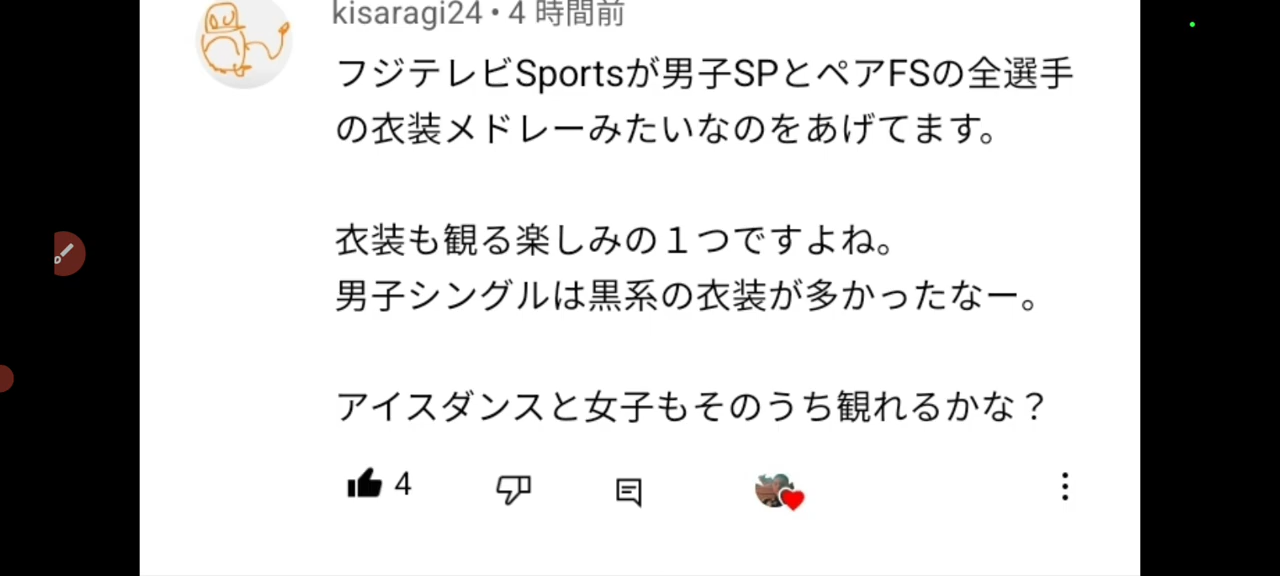 kisaragi24 • 4 時間前
フジテレビSportsが男子SPとペアFSの全選手
の衣装メドレーみたいなのをあげてます。
衣装も観る楽しみの１つですよね。
男子シングルは黒系の衣装が多かったなー。
アイスダンスと女子もそのうち観れるかな？
4